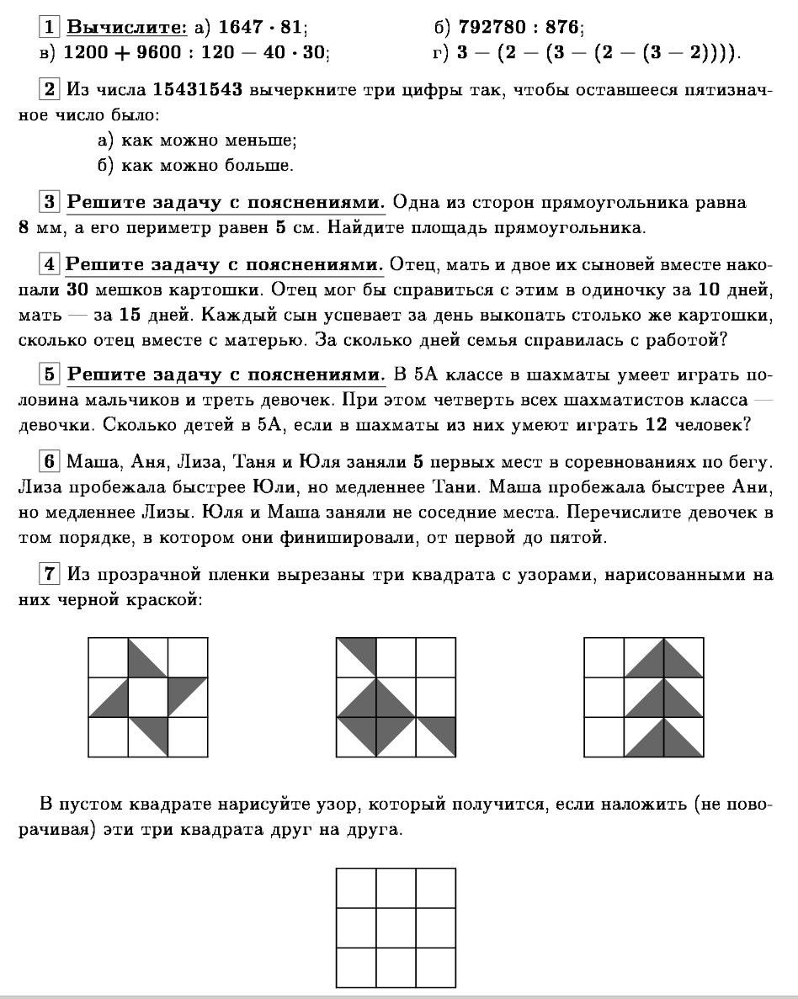 1 Вычислите: а) 1647 · 81; б) 792780 : 876;
в) 1200 + 9600 : 120 − 40 · 30; г) 3 − (2 − (3 − (2 − (3 − 2)))).
2 Из числа 15431543 вычеркните три цифры так, чтобы оставшееся пятизнач-
ное число было:
а) как можно меньше;
б) как можно больше.
3 Решите задачу с пояснениями. Одна из сторон прямоугольника равна
8 мм, а его периметр равен 5 см. Найдите площадь прямоугольника.
4 Решите задачу с пояснениями. Отец, мать и двое их сыновей вместе нако-
пали 30 мешков картошки. Отец мог бы справиться с этим в одиночку за 10 дней,
мать — за 15 дней. Каждый сын успевает за день выкопать столько же картошки,
сколько отец вместе с матерью. За сколько дней семья справилась с работой?
5 Решите задачу с пояснениями. В 5А классе в шахматы умеет играть по-
ловина мальчиков и треть девочек. При этом четверть всех шахматистов класса —
девочки. Сколько детей в 5А, если в шахматы из них умеют играть 12 человек?
6 Маша, Аня, Лиза, Таня и Юля заняли 5 первых мест в соревнованиях по бегу.
Лиза пробежала быстрее Юли, но медленнее Тани. Маша пробежала быстрее Ани,
но медленнее Лизы. Юля и Маша заняли не соседние места. Перечислите девочек в
том порядке, в котором они финишировали, от первой до пятой.
7 Из прозрачной пленки вырезаны три квадрата с узорами, нарисованными на
них черной краской:
В пустом квадрате нарисуйте узор, который получится, если наложить (не пово-
рачивая) эти три квадрата друг на друга.